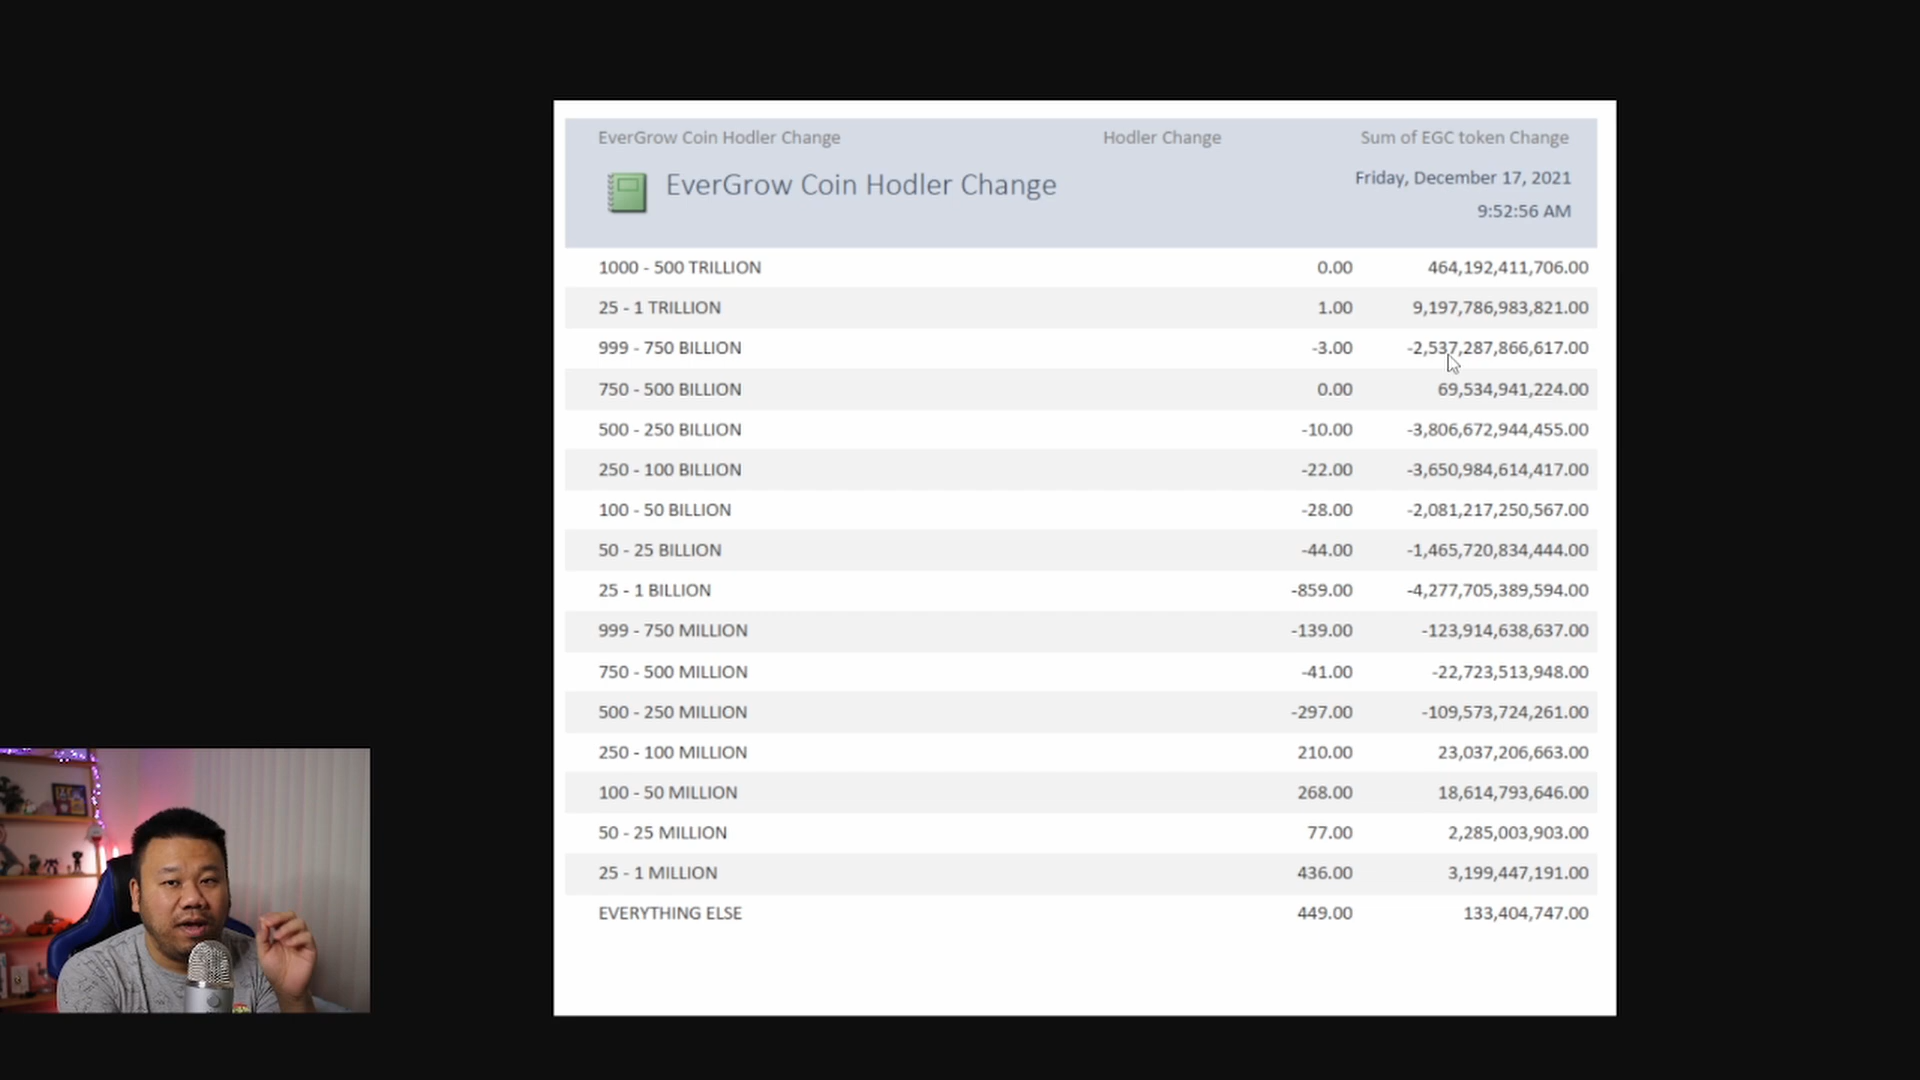 EverGrow Coin Hodler Change Hodler Change Sum of EGC token Change
EverGrow Coin Hodler Change Friday, December 17, 2021
9:52:56 AM
1000 - 500 TRILLION 0.00 464,192,411,706.00
25 - 1 TRILLION 1.00 9,197,786,983,821.00
999 - 750 BILLION -3.00 -2,537,287,866,617.00
750 - 500 BILLION 0.00 69,534,941,224.00
500 - 250 BILLION -10.00 -3,806,672,944,455.00
250 - 100 BILLION -22.00 -3,650,984,614,417.00
100 - 50 BILLION -28.00 -2,081,217,250,567.00
50 - 25 BILLION -44.00 -1,465,720,834,444.00
25 - 1 BILLION -859.00 -4,277,705,389,594.00
999 - 750 MILLION -139.00 -123,914,638,637.00
750 - 500 MILLION -41.00 -22,723,513,948.00
500 - 250 MILLION -297.00 -109,573,724,261.00
250 - 100 MILLION 210.00 23,037,206,663.00
100 - 50 MILLION 268.00 18,614,793,646.00
50 - 25 MILLION 77.00 2,285,003,903.00
25 - 1 MILLION 436.00 3,199,447,191.00
EVERYTHING ELSE 449.00 133,404,747.00